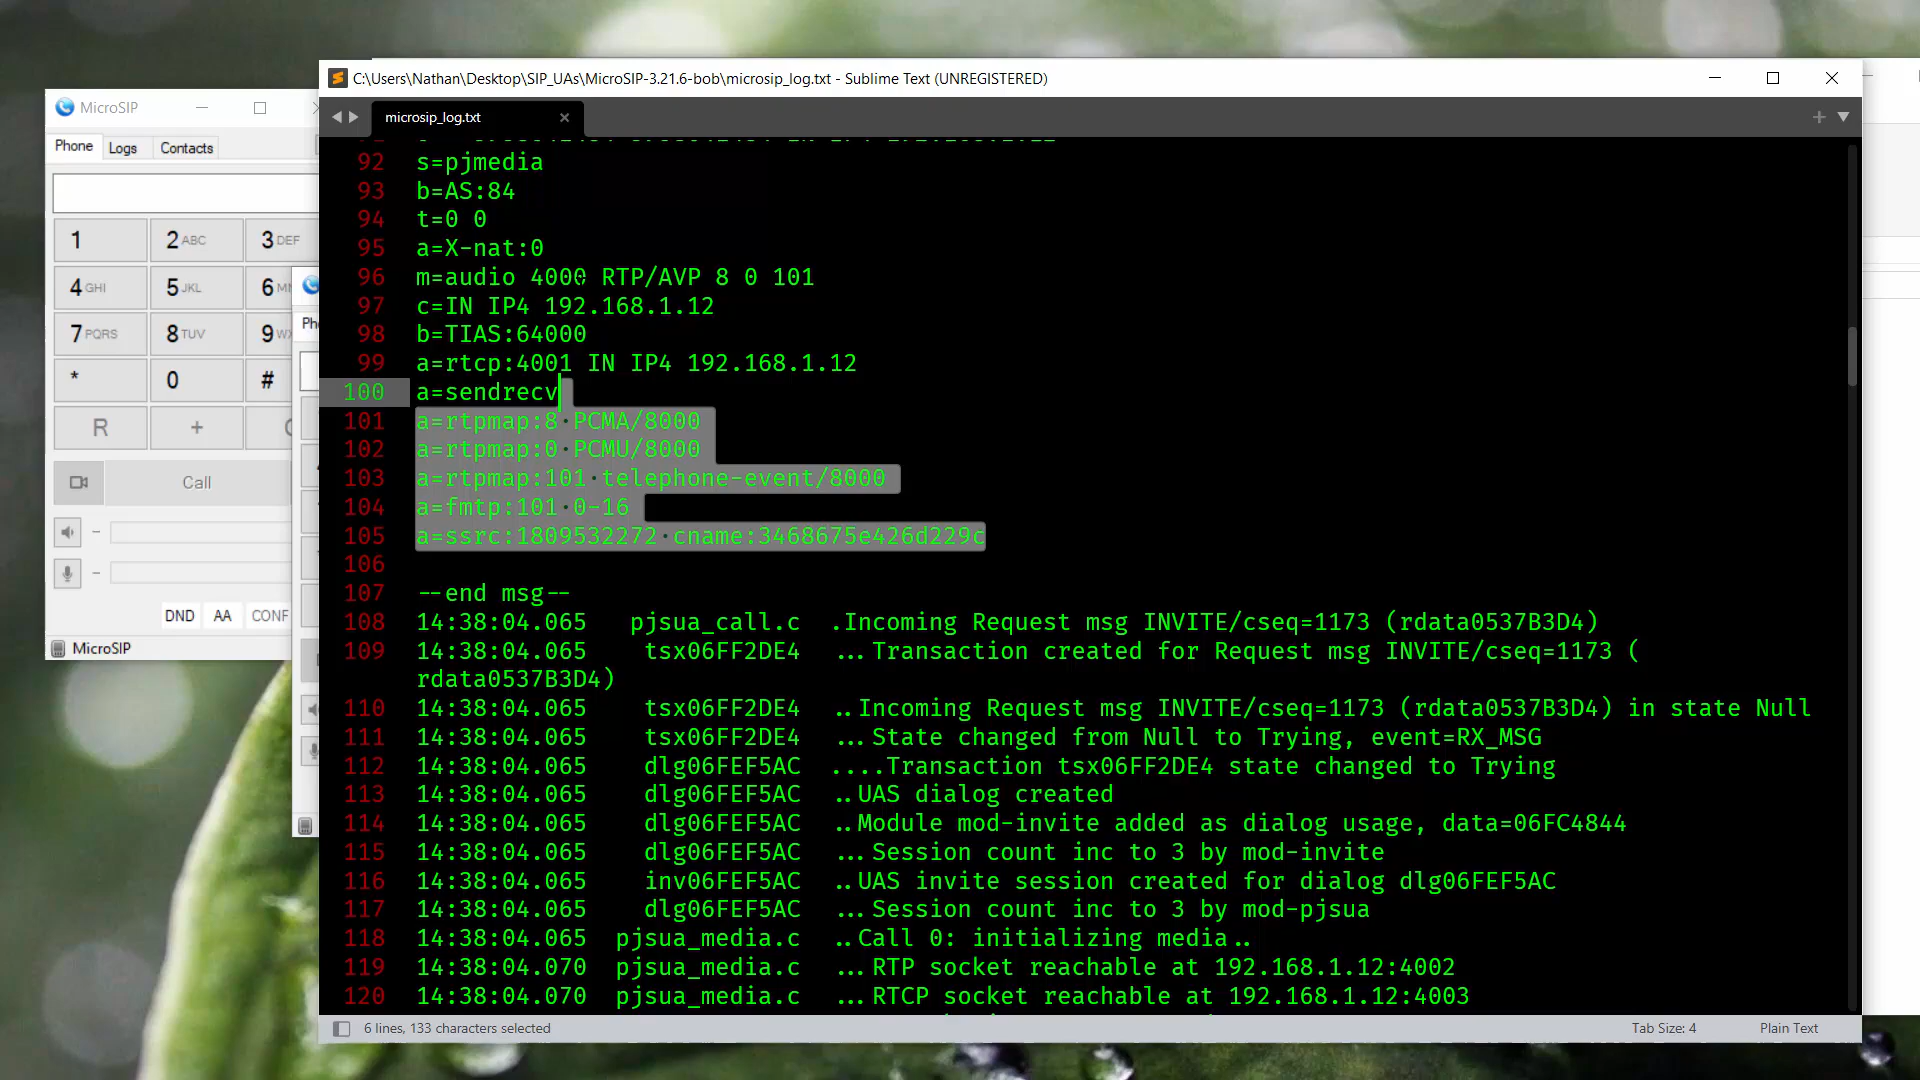 C:\Users\Nathan\Desktop\SIP_UAs\MicroSIP-3.21.6-bob\microsip_log.txt - Sublime Text (UNREGISTERED)
microsip_log.txt
92 s=pjmedia
93 b=AS:84
94 t=0 0
95 a=X-nat:0
96 m=audio 4000 RTP/AVP 8 0 101
97 c=IN IP4 192.168.1.12
98 b=TIAS:64000
99 a=rtcp:4001 IN IP4 192.168.1.12
100 a=sendrecv
101 a=rtpmap:8 PCMA/8000
102 a=rtpmap:0 PCMU/8000
103 a=rtpmap:101 telephone-event/8000
104 a=fmtp:101 0-16
105 a=ssrc:1809532272 cname:3468675e426d229c
106
107 --end msg--
108 14:38:04.065 pjsua_call.c .Incoming Request msg INVITE/cseq=1173 (rdata0537B3D4)
109 14:38:04.065 tsx06FF2DE4 ...Transaction created for Request msg INVITE/cseq=1173 (
rdata0537B3D4)
110 14:38:04.065 tsx06FF2DE4 ..Incoming Request msg INVITE/cseq=1173 (rdata0537B3D4) in state Null
111 14:38:04.065 tsx06FF2DE4 ...State changed from Null to Trying, event=RX_MSG
112 14:38:04.065 dlg06FEF5AC ....Transaction tsx06FF2DE4 state changed to Trying
113 14:38:04.065 dlg06FEF5AC ..UAS dialog created
114 14:38:04.065 dlg06FEF5AC ..Module mod-invite added as dialog usage, data=06FC4844
115 14:38:04.065 dlg06FEF5AC ...Session count inc to 3 by mod-invite
116 14:38:04.065 inv06FEF5AC ..UAS invite session created for dialog dlg06FEF5AC
117 14:38:04.065 dlg06FEF5AC ...Session count inc to 3 by mod-pjsua
118 14:38:04.065 pjsua_media.c ..Call 0: initializing media..
119 14:38:04.070 pjsua_media.c ...RTP socket reachable at 192.168.1.12:4002
120 14:38:04.070 pjsua_media.c ...RTCP socket reachable at 192.168.1.12:4003
6 lines, 133 characters selected
Tab Size: 4
Plain Text
MicroSIP
Phone Logs Contacts
1 2 ABC 3 DEF
4 GHI 5 JKL 6
7 PQRS 8 TUV 9
* 0 #
R +
Call
DND AA CONF
MicroSIP